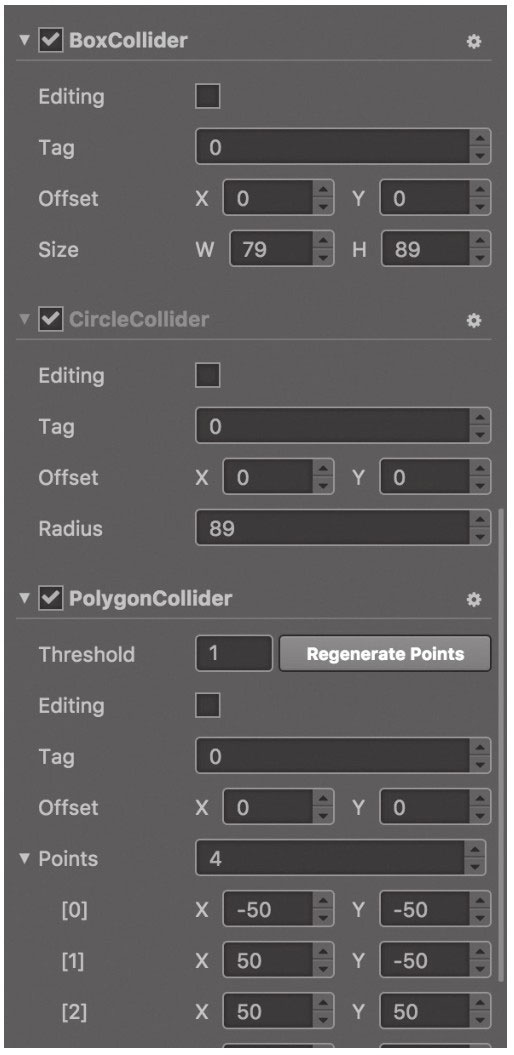 BoxCollider
Editing
Tag 0
Offset X 0 Y 0
Size W 79 H 89
CircleCollider
Editing
Tag 0
Offset X 0 Y 0
Radius 89
PolygonCollider
Threshold 1 Regenerate Points
Editing
Tag 0
Offset X 0 Y 0
Points 4
[0] X -50 Y -50
[1] X 50 Y -50
[2] X 50 Y 50